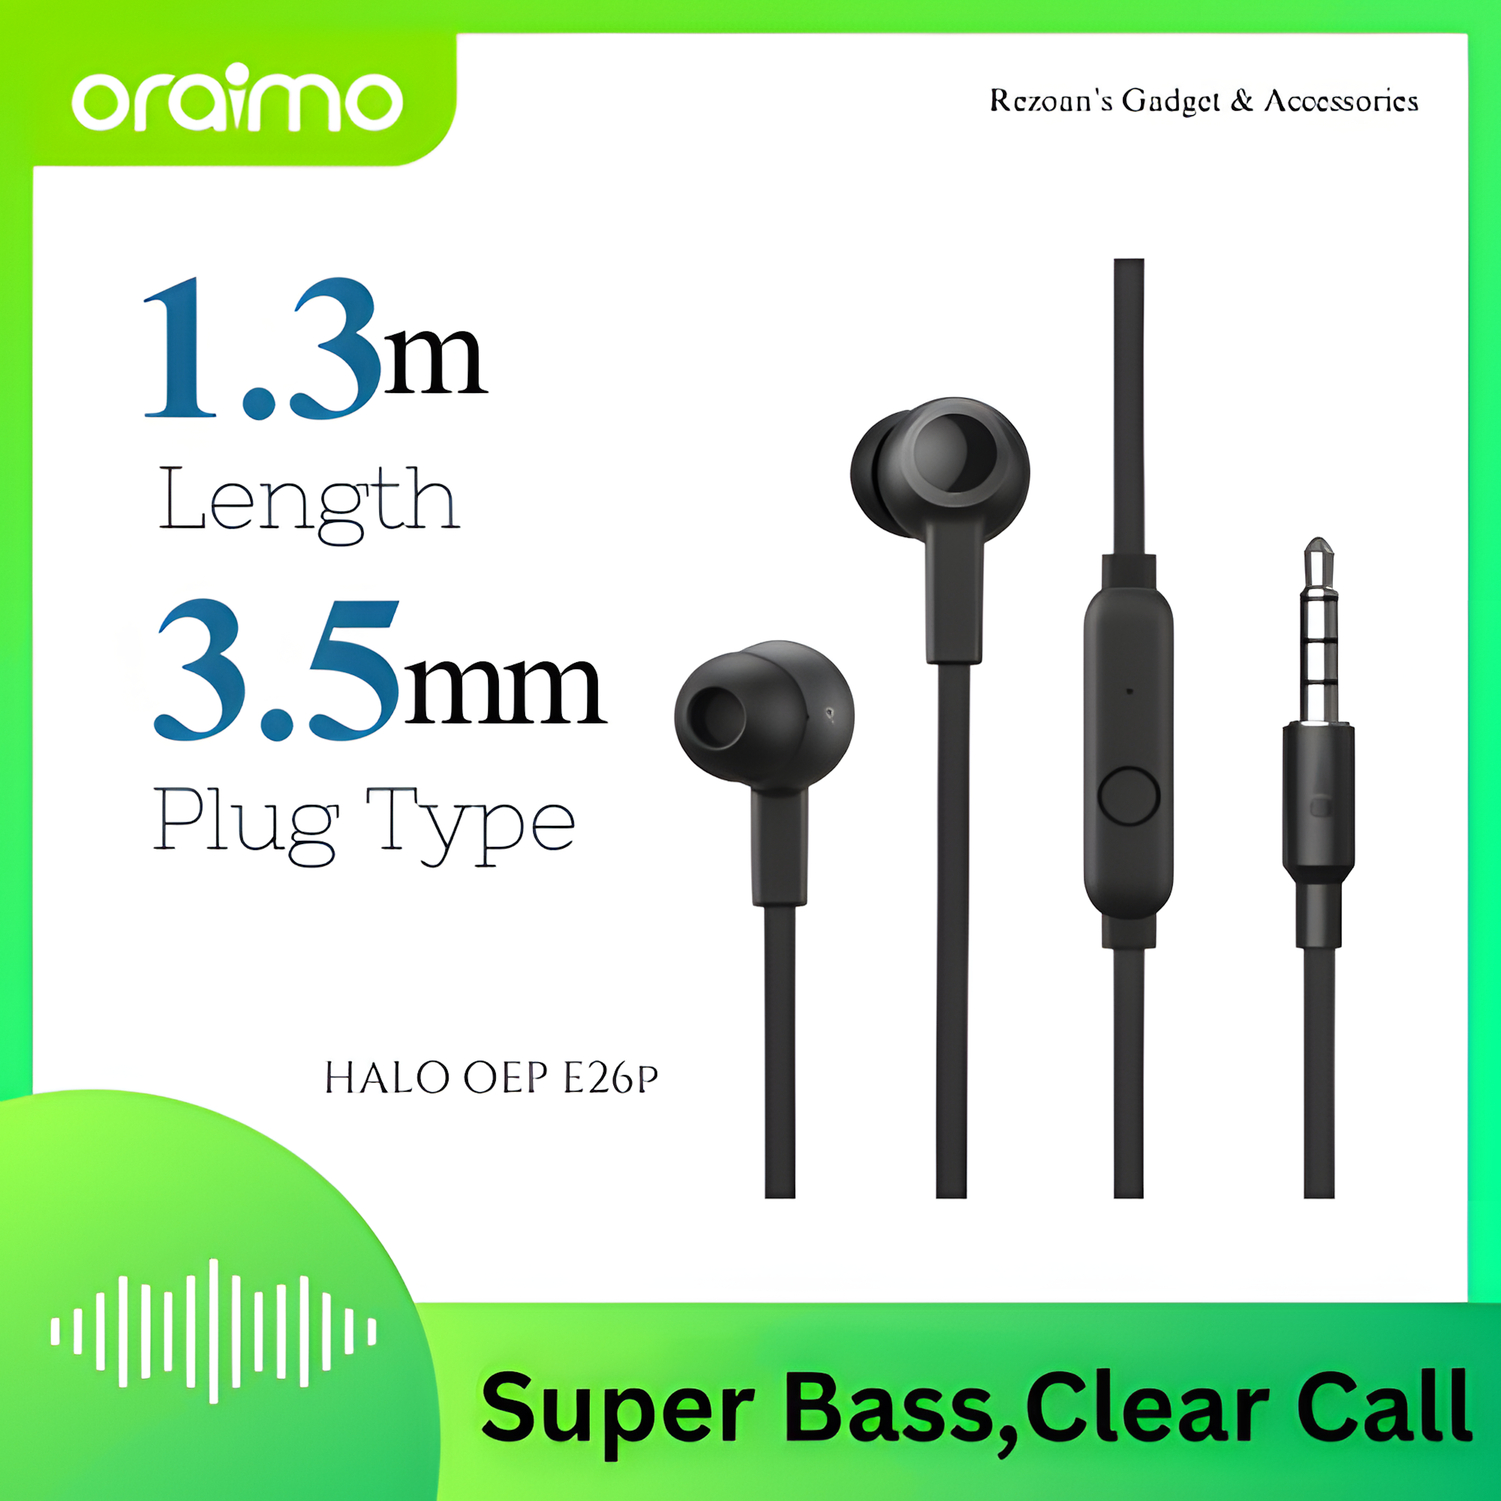 oraimo
Rezoan's Gadget & Accessories
1.3m
Length
3.5mm
Plug Type
HALO OEP E26P
Super Bass,Clear Call